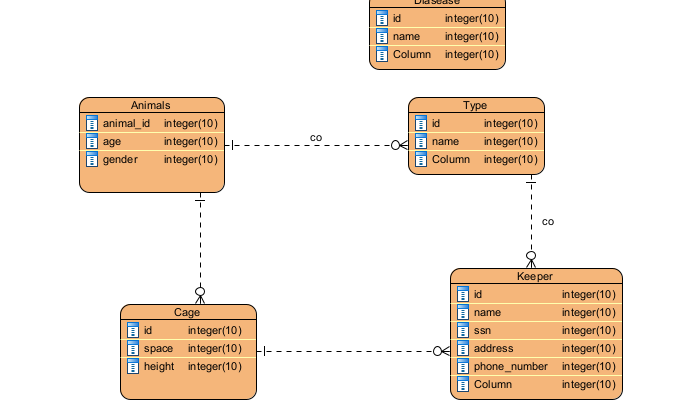 Diasease
id integer(10)
name integer(10)
Column integer(10)
Animals
animal_id integer(10)
age integer(10)
gender integer(10)
co
Type
id integer(10)
name integer(10)
Column integer(10)
co
Cage
id integer(10)
space integer(10)
height integer(10)
Keeper
id integer(10)
name integer(10)
ssn integer(10)
address integer(10)
phone_number integer(10)
Column integer(10)